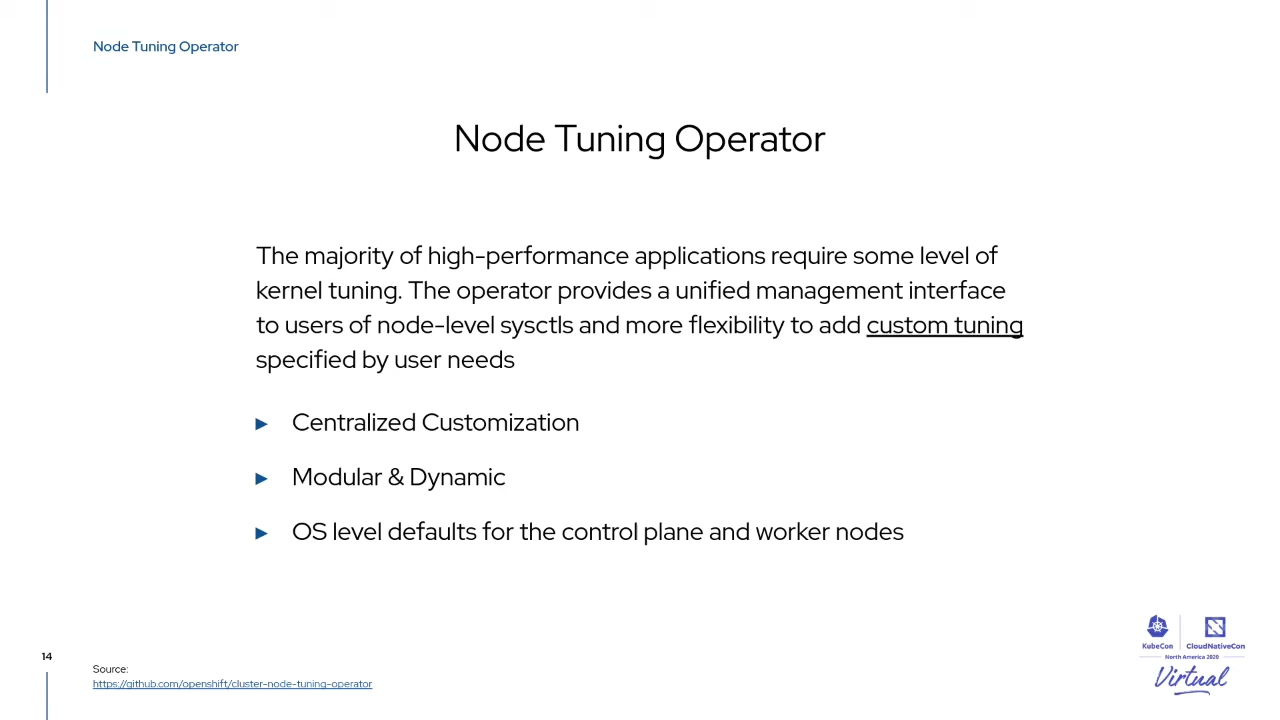 Node Tuning Operator
Node Tuning Operator
The majority of high-performance applications require some level of
kernel tuning. The operator provides a unified management interface
to users of node-level sysctls and more flexibility to add custom tuning
specified by user needs
► Centralized Customization
► Modular & Dynamic
► OS level defaults for the control plane and worker nodes
14
Source:
https://github.com/openshift/cluster-node-tuning-operator
KubeCon CloudNativeCon
North America 2020
Virtual